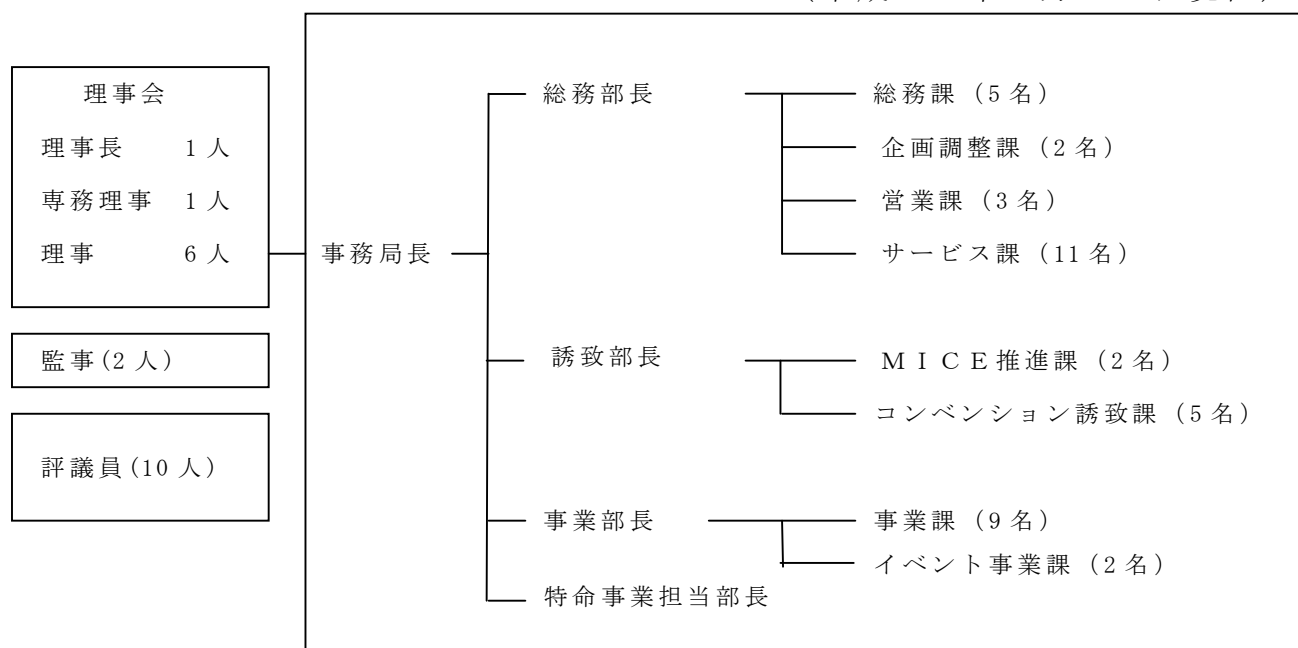 理事会
理事長 1人
専務理事 1人
理事 6人
監事(2人)
評議員(10人)
事務局長
総務部長
総務課（5名）
企画調整課（2名）
営業課（3名）
サービス課（11名）
誘致部長
ＭＩＣＥ推進課（2名）
コンベンション誘致課（5名）
事業部長
事業課（9名）
イベント事業課（2名）
特命事業担当部長